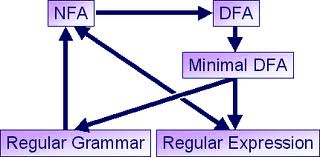 NFA
DFA
Minimal DFA
Regular Grammar
Regular Expression